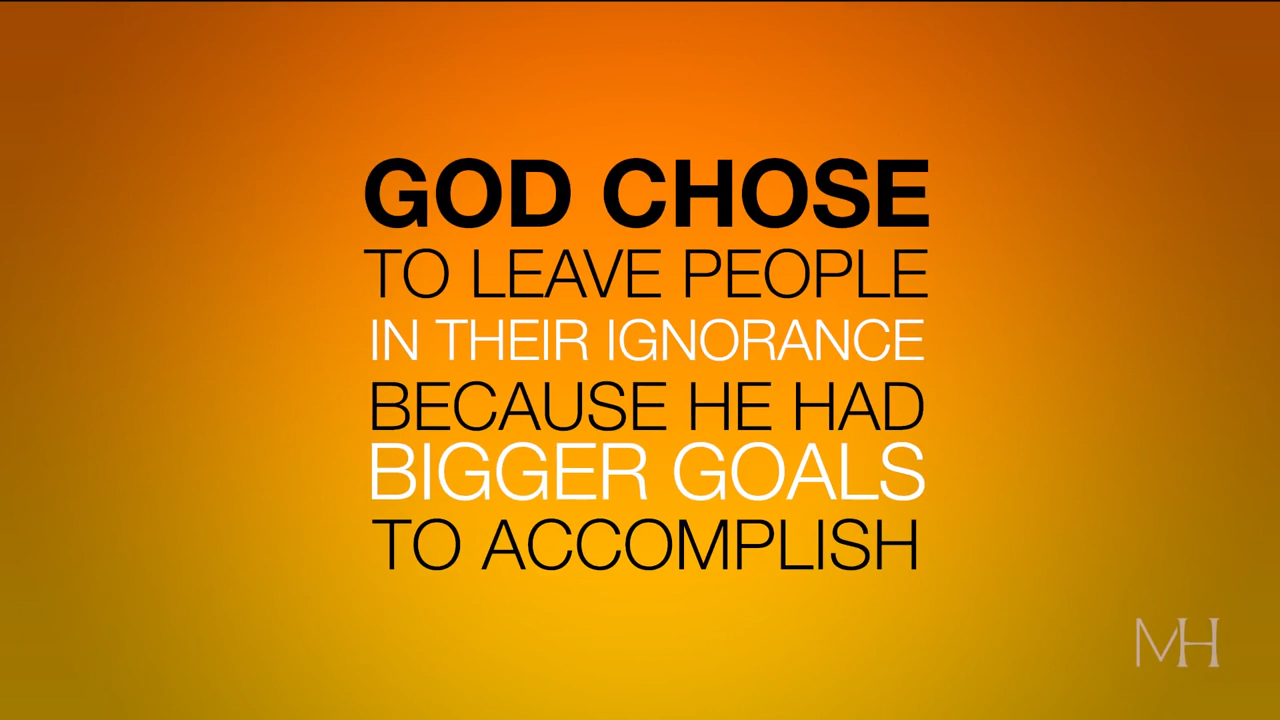 GOD CHOSE
TO LEAVE PEOPLE
IN THEIR IGNORANCE
BECAUSE HE HAD
BIGGER GOALS
TO ACCOMPLISH
MH